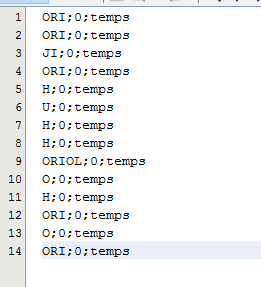 1 ORI;0;temps
2 ORI;0;temps
3 JI;0;temps
4 ORI;0;temps
5 H;0;temps
6 U;0;temps
7 H;0;temps
8 H;0;temps
9 ORIOL;0;temps
10 O;0;temps
11 H;0;temps
12 ORI;0;temps
13 O;0;temps
14 ORI;0;temps